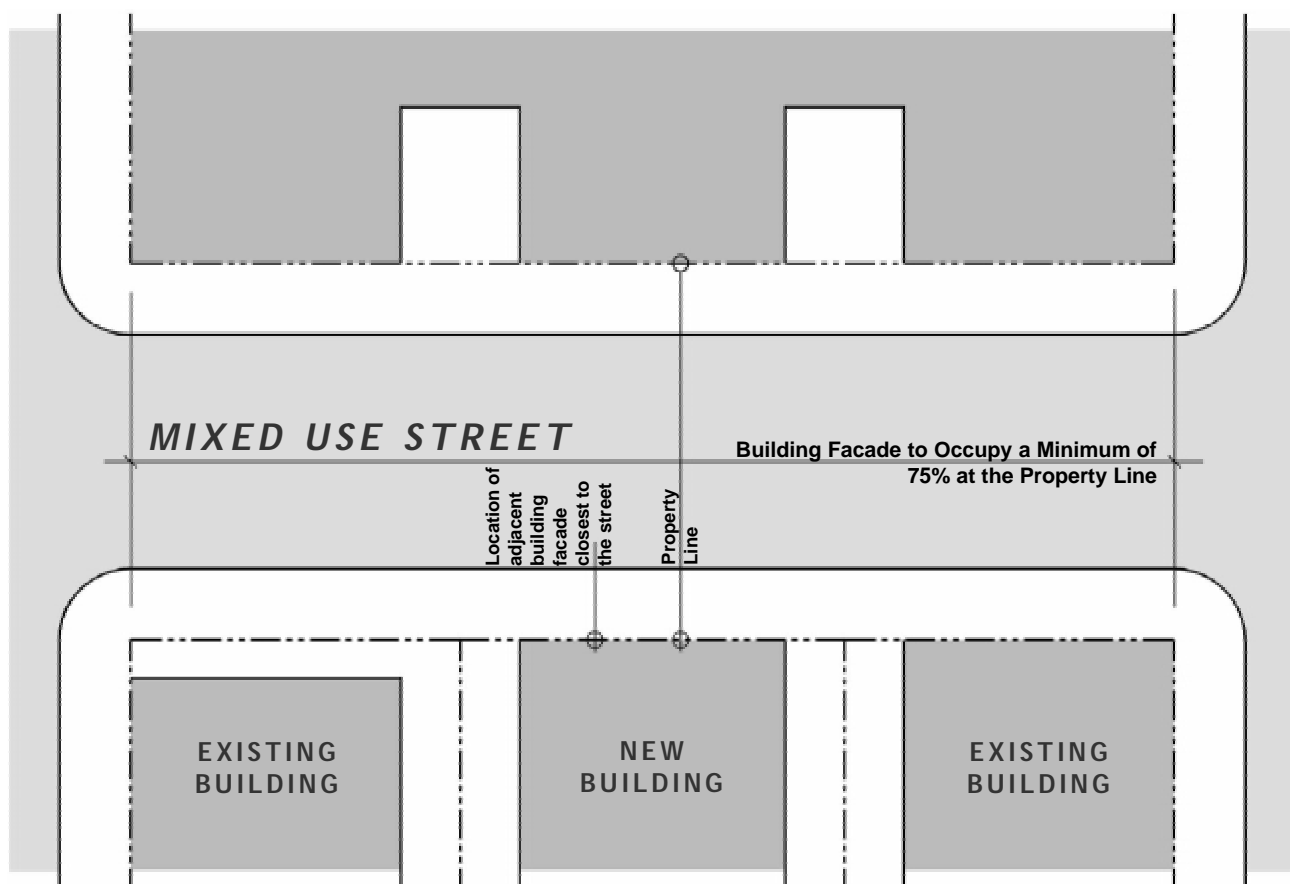 MIXED USE STREET
Building Facade to Occupy a Minimum of
75% at the Property Line
Location of
adjacent
building
facade
closest to
the street
Property
Line
EXISTING
BUILDING
NEW
BUILDING
EXISTING
BUILDING